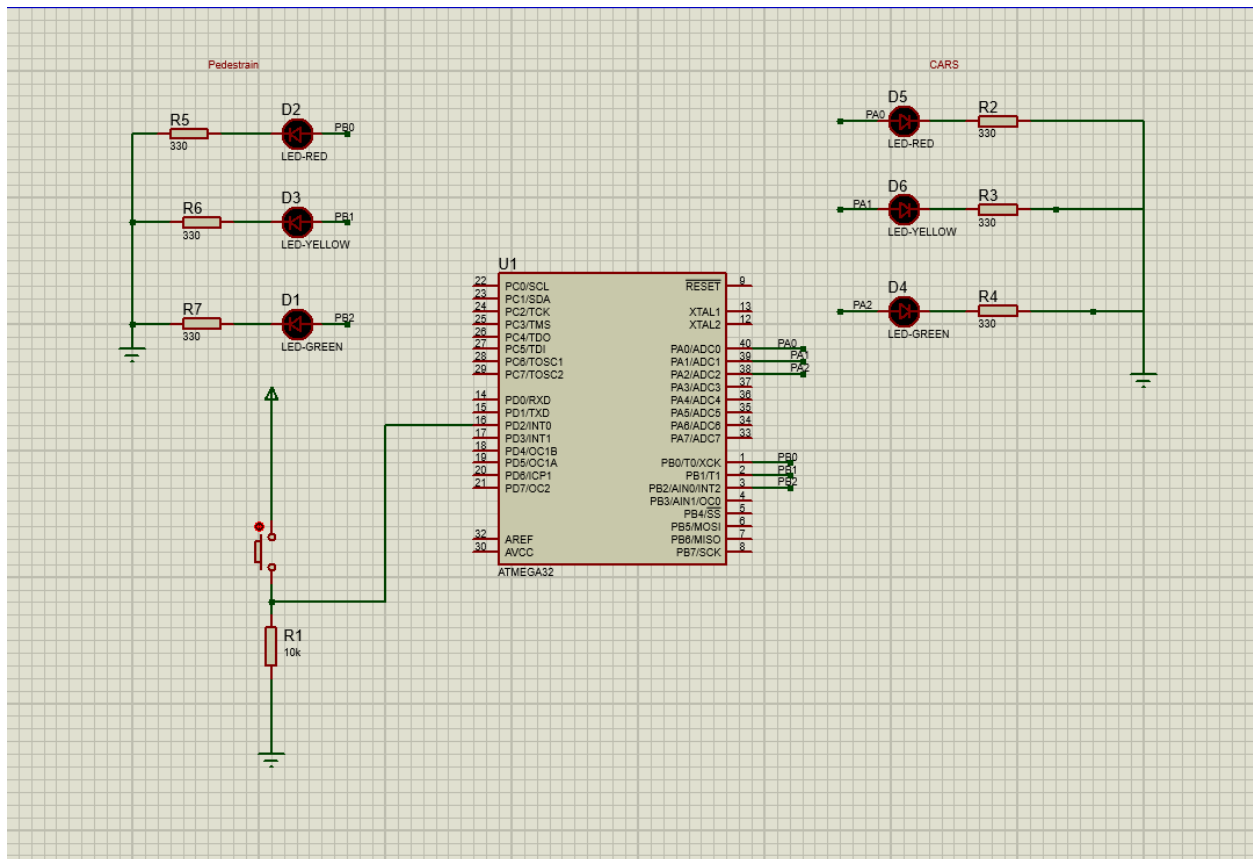 Pedestrain
R5
330
D2
LED-RED
PB0
R6
330
D3
LED-YELLOW
PB1
R7
330
D1
LED-GREEN
PB2
CARS
PA0
D5
LED-RED
R2
330
PA1
D6
LED-YELLOW
R3
330
PA2
D4
LED-GREEN
R4
330
U1
22 PC0/SCL
23 PC1/SDA
24 PC2/TCK
25 PC3/TMS
26 PC4/TDO
27 PC5/TDI
28 PC6/TOSC1
29 PC7/TOSC2
14 PD0/RXD
15 PD1/TXD
16 PD2/INT0
17 PD3/INT1
18 PD4/OC1B
19 PD5/OC1A
20 PD6/ICP1
21 PD7/OC2
32 AREF
30 AVCC
RESET 9
XTAL1 13
XTAL2 12
PA0/ADC0 40 PA0
PA1/ADC1 39 PA1
PA2/ADC2 38 PA2
PA3/ADC3 37
PA4/ADC4 36
PA5/ADC5 35
PA6/ADC6 34
PA7/ADC7 33
PB0/T0/XCK 1 PB0
PB1/T1 2 PB1
PB2/AIN0/INT2 3 PB2
PB3/AIN1/OC0 4
PB4/SS 5
PB5/MOSI 6
PB6/MISO 7
PB7/SCK 8
ATMEGA32
R1
10k